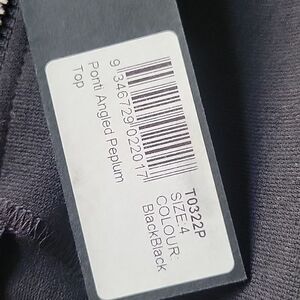 T0322P
SIZE:4
COLOUR:
BlackBlack
9 346729 022017
Ponti Angled Peplum
Top